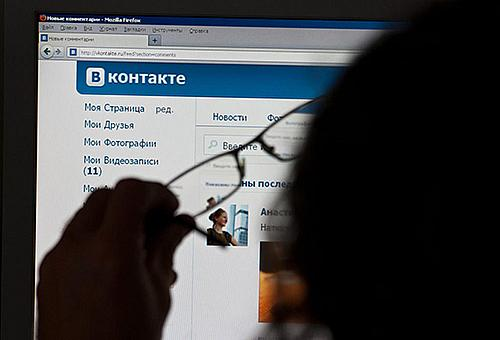 Новые комментарии - Mozilla Firefox
Файл Правка Вид Журнал Закладки Инструменты Справка
Новые комментарии +
http://vkontakte.ru/feed?section=comments
В контакте
Моя Страница ред.
Мои Друзья
Новости
Мои Фотографии
Введите
Мои Видеозаписи
(11)
ны послед
Анаст